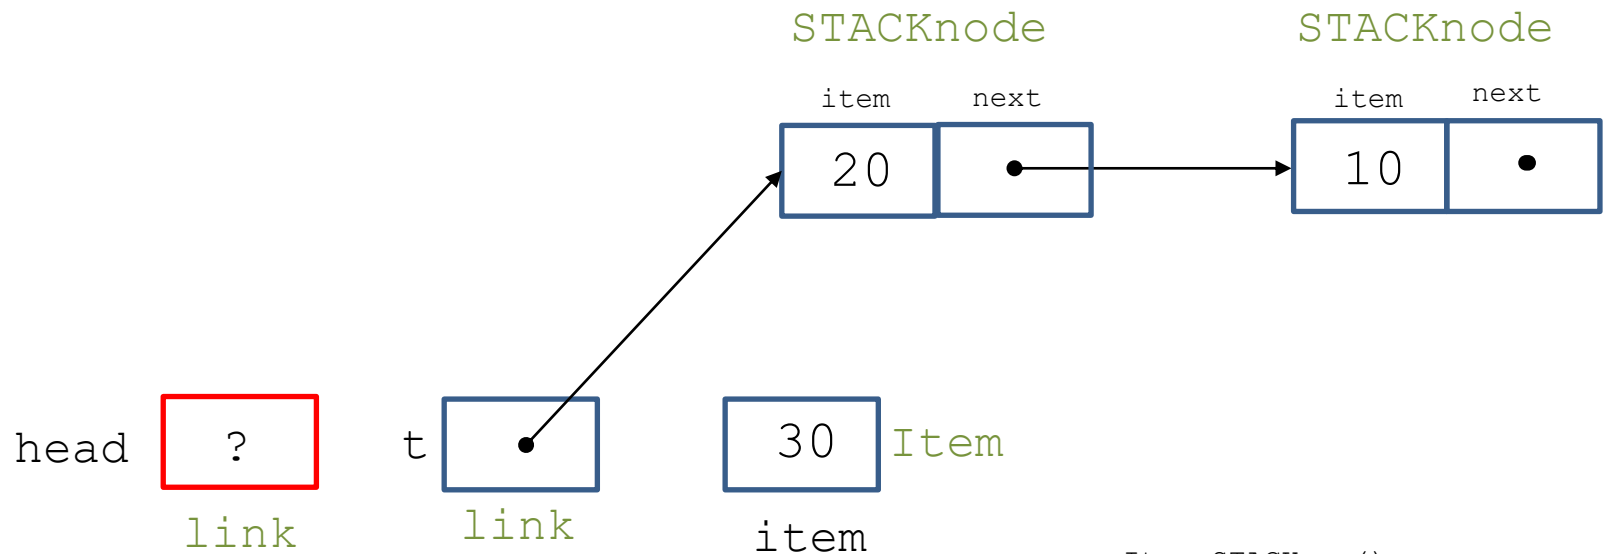 STACKnode STACKnode
item next item next
20 10
head ? t 30 Item
link link item